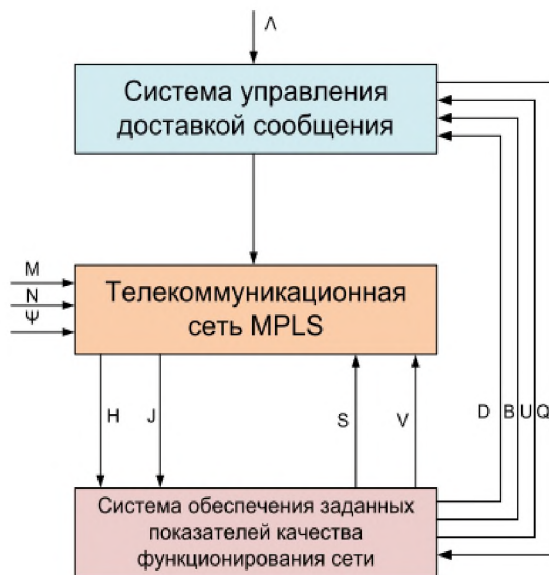 Λ
Система управления
доставкой сообщения
M
N
Ψ
Телекоммуникационная
сеть MPLS
H J S V D B U Q
Система обеспечения заданных
показателей качества
функционирования сети